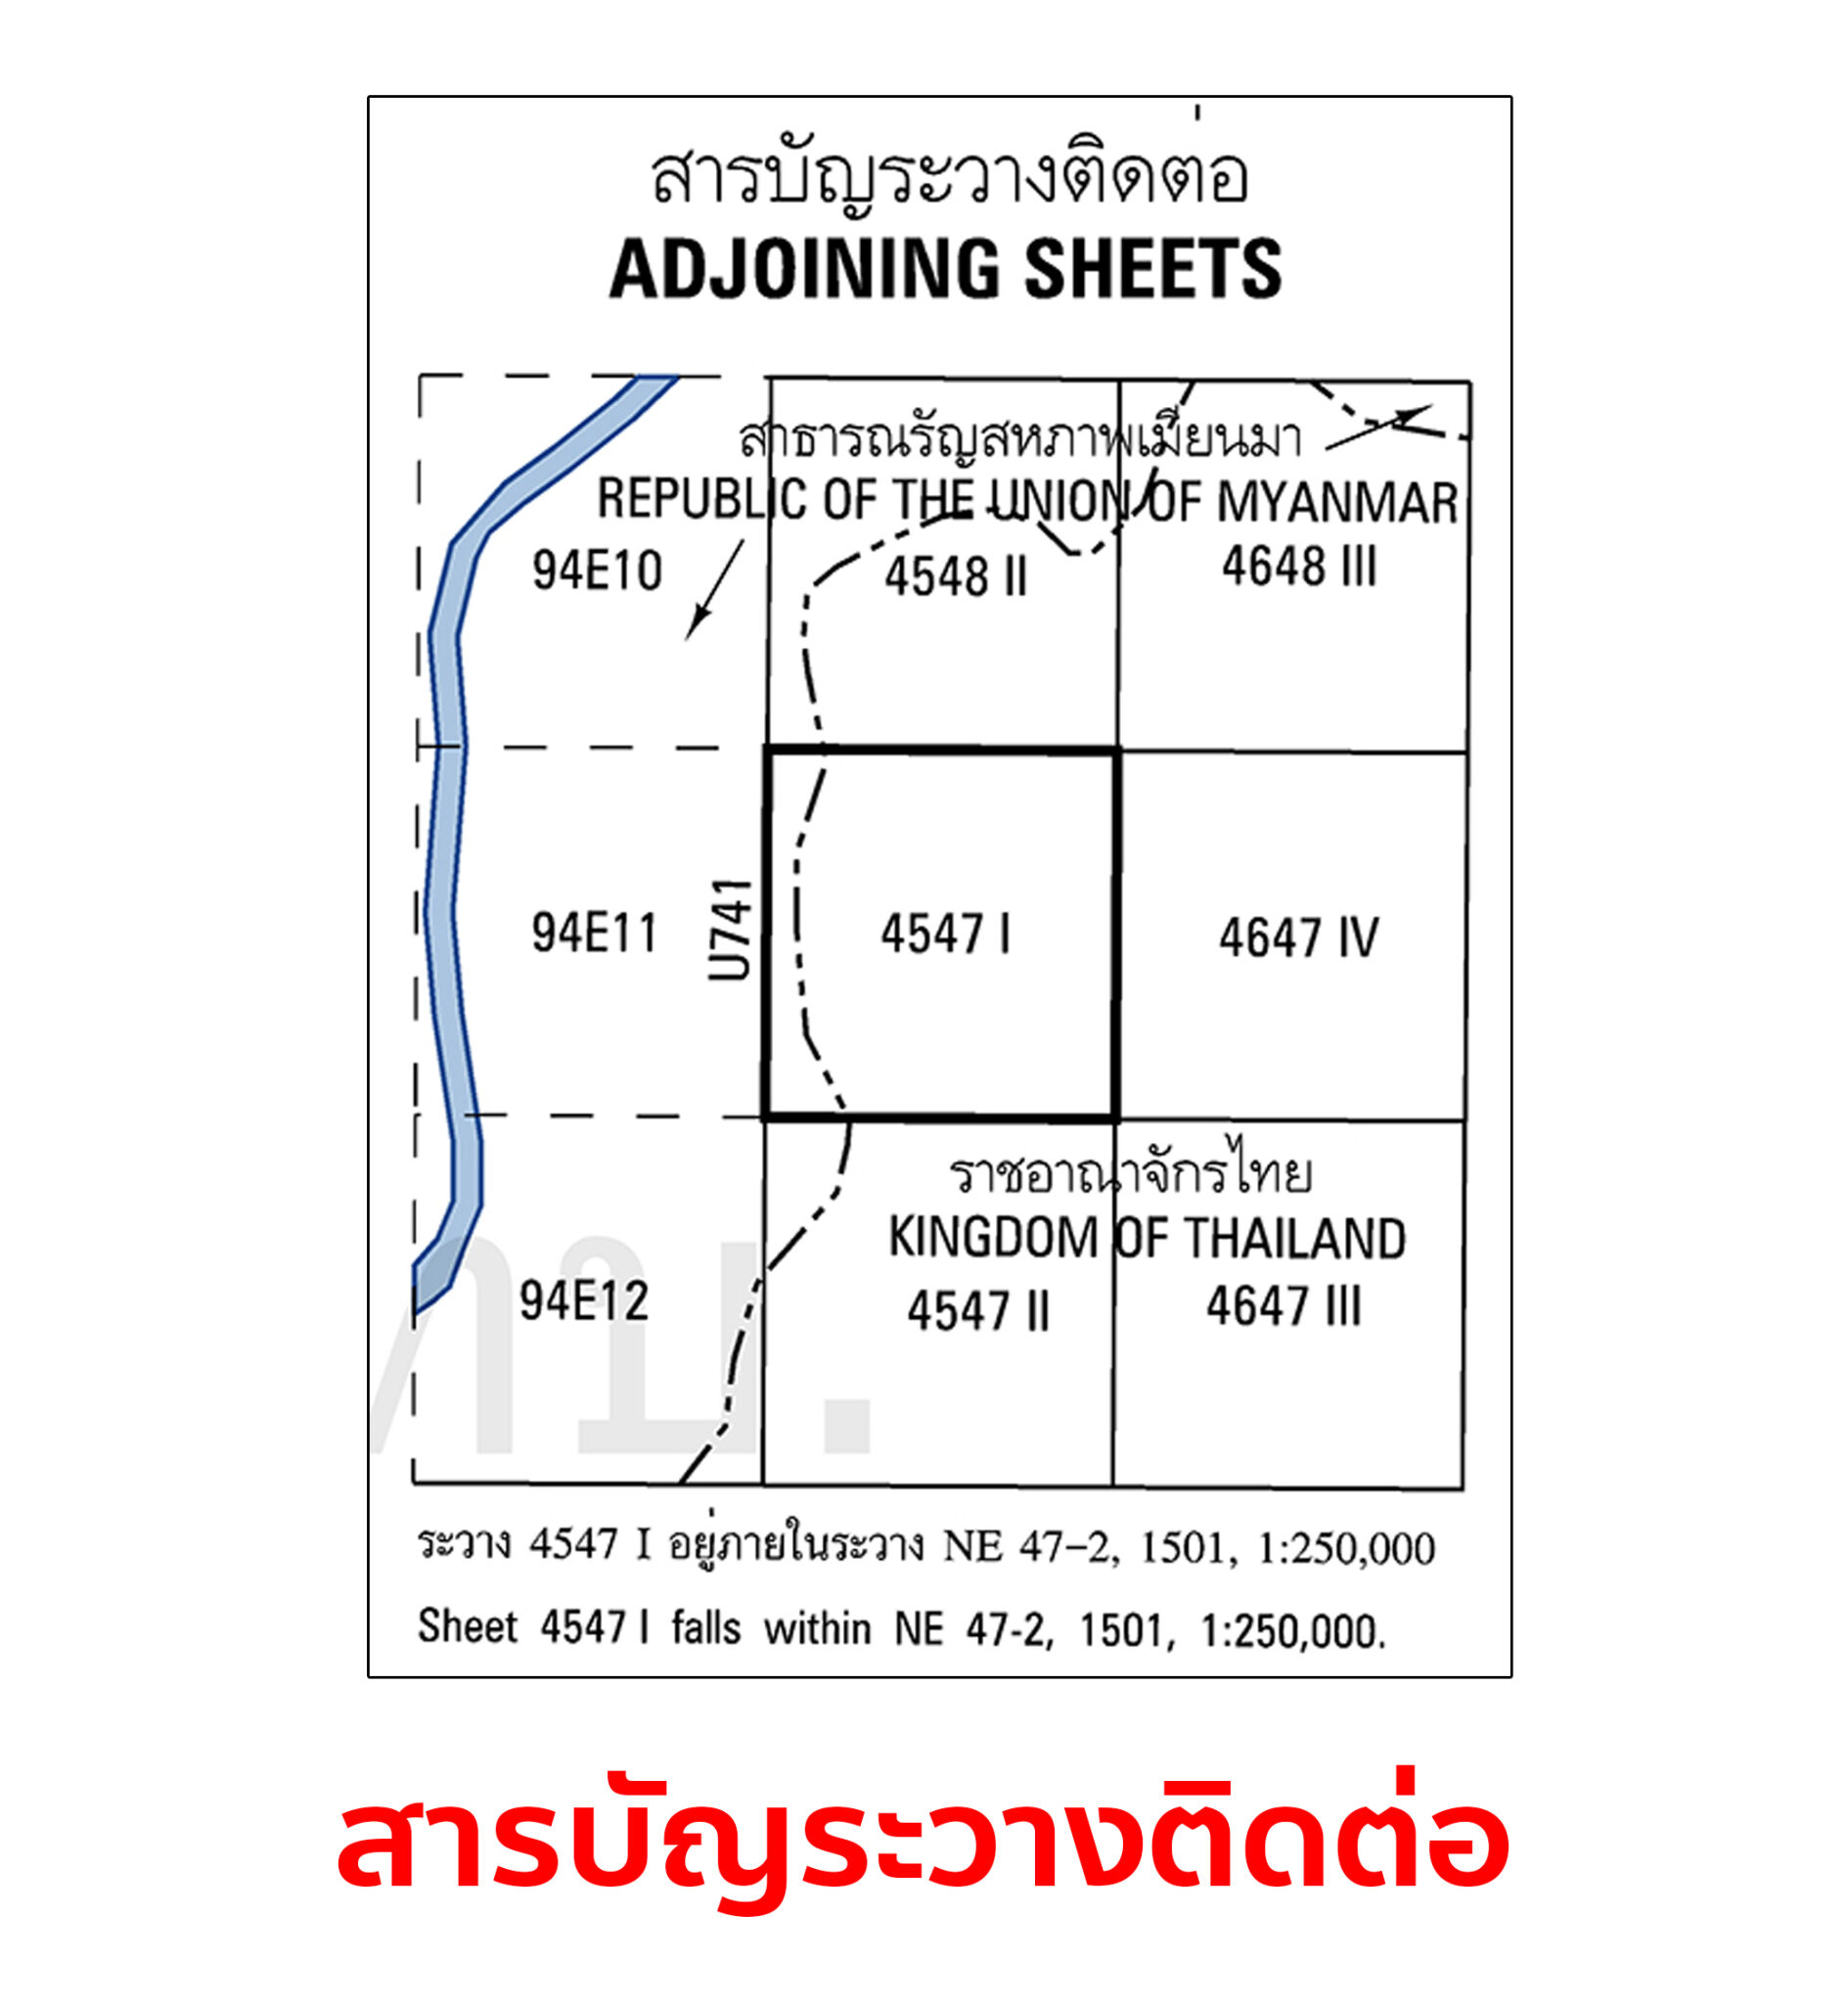 สารบัญระวางติดต่อ
ADJOINING SHEETS
สาธารณรัญสหภาพเมียนมา
REPUBLIC OF THE UNION OF MYANMAR
94E10 4548 II 4648 III
94E11 U741 4547 I 4647 IV
ราชอาณาจักรไทย
KINGDOM OF THAILAND
94E12 4547 II 4647 III
ระวาง 4547 I อยู่ภายในระวาง NE 47–2, 1501, 1:250,000
Sheet 4547 I falls within NE 47-2, 1501, 1:250,000.
สารบัญระวางติดต่อ